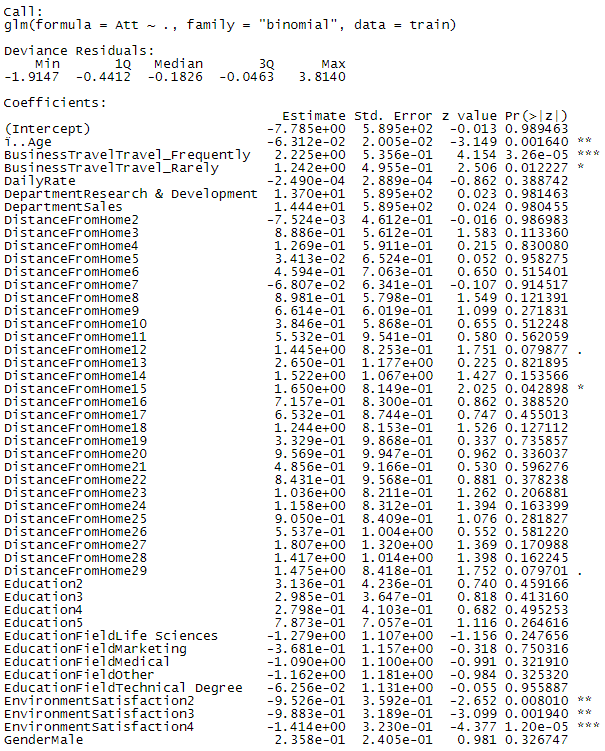 Call:
glm(formula = Att ~ ., family = "binomial", data = train)
Deviance Residuals:
Min 1Q Median 3Q Max
-1.9147 -0.4412 -0.1826 -0.0463 3.8140
Coefficients:
Estimate Std. Error z value Pr(>|z|)
(Intercept) -7.785e+00 5.895e+02 -0.013 0.989463
ï..Age -6.312e-02 2.005e-02 -3.149 0.001640 **
BusinessTravelTravel_Frequently 2.225e+00 5.356e-01 4.154 3.26e-05 ***
BusinessTravelTravel_Rarely 1.242e+00 4.955e-01 2.506 0.012227 *
DailyRate -2.490e-04 2.889e-04 -0.862 0.388742
DepartmentResearch & Development 1.370e+01 5.895e+02 0.023 0.981463
DepartmentSales 1.444e+01 5.895e+02 0.024 0.980455
DistanceFromHome2 -7.524e-03 4.612e-01 -0.016 0.986983
DistanceFromHome3 8.886e-01 5.612e-01 1.583 0.113360
DistanceFromHome4 1.269e-01 5.911e-01 0.215 0.830080
DistanceFromHome5 3.413e-02 6.524e-01 0.052 0.958275
DistanceFromHome6 4.594e-01 7.063e-01 0.650 0.515401
DistanceFromHome7 -6.807e-02 6.341e-01 -0.107 0.914517
DistanceFromHome8 8.981e-01 5.798e-01 1.549 0.121391
DistanceFromHome9 6.614e-01 6.019e-01 1.099 0.271831
DistanceFromHome10 3.846e-01 5.868e-01 0.655 0.512248
DistanceFromHome11 5.532e-01 9.541e-01 0.580 0.562059
DistanceFromHome12 1.445e+00 8.253e-01 1.751 0.079877 .
DistanceFromHome13 2.650e-01 1.177e+00 0.225 0.821895
DistanceFromHome14 1.522e+00 1.067e+00 1.427 0.153566
DistanceFromHome15 1.650e+00 8.149e-01 2.025 0.042898 *
DistanceFromHome16 7.157e-01 8.300e-01 0.862 0.388520
DistanceFromHome17 6.532e-01 8.744e-01 0.747 0.455013
DistanceFromHome18 1.244e+00 8.153e-01 1.526 0.127112
DistanceFromHome19 3.329e-01 9.868e-01 0.337 0.735857
DistanceFromHome20 9.569e-01 9.947e-01 0.962 0.336037
DistanceFromHome21 4.856e-01 9.166e-01 0.530 0.596276
DistanceFromHome22 8.431e-01 9.568e-01 0.881 0.378238
DistanceFromHome23 1.036e+00 8.211e-01 1.262 0.206881
DistanceFromHome24 1.158e+00 8.312e-01 1.394 0.163399
DistanceFromHome25 9.050e-01 8.409e-01 1.076 0.281827
DistanceFromHome26 5.537e-01 1.004e+00 0.552 0.581220
DistanceFromHome27 1.807e+00 1.320e+00 1.369 0.170988
DistanceFromHome28 1.417e+00 1.014e+00 1.398 0.162245
DistanceFromHome29 1.475e+00 8.418e-01 1.752 0.079701 .
Education2 3.136e-01 4.236e-01 0.740 0.459166
Education3 2.985e-01 3.647e-01 0.818 0.413160
Education4 2.798e-01 4.103e-01 0.682 0.495253
Education5 7.873e-01 7.057e-01 1.116 0.264616
EducationFieldLife Sciences -1.279e+00 1.107e+00 -1.156 0.247656
EducationFieldMarketing -3.681e-01 1.157e+00 -0.318 0.750316
EducationFieldMedical -1.090e+00 1.100e+00 -0.991 0.321910
EducationFieldOther -1.162e+00 1.181e+00 -0.984 0.325320
EducationFieldTechnical Degree -6.256e-02 1.131e+00 -0.055 0.955887
EnvironmentSatisfaction2 -9.526e-01 3.592e-01 -2.652 0.008010 **
EnvironmentSatisfaction3 -9.883e-01 3.189e-01 -3.099 0.001940 **
EnvironmentSatisfaction4 -1.414e+00 3.230e-01 -4.377 1.20e-05 ***
GenderMale 2.358e-01 2.405e-01 0.981 0.326747